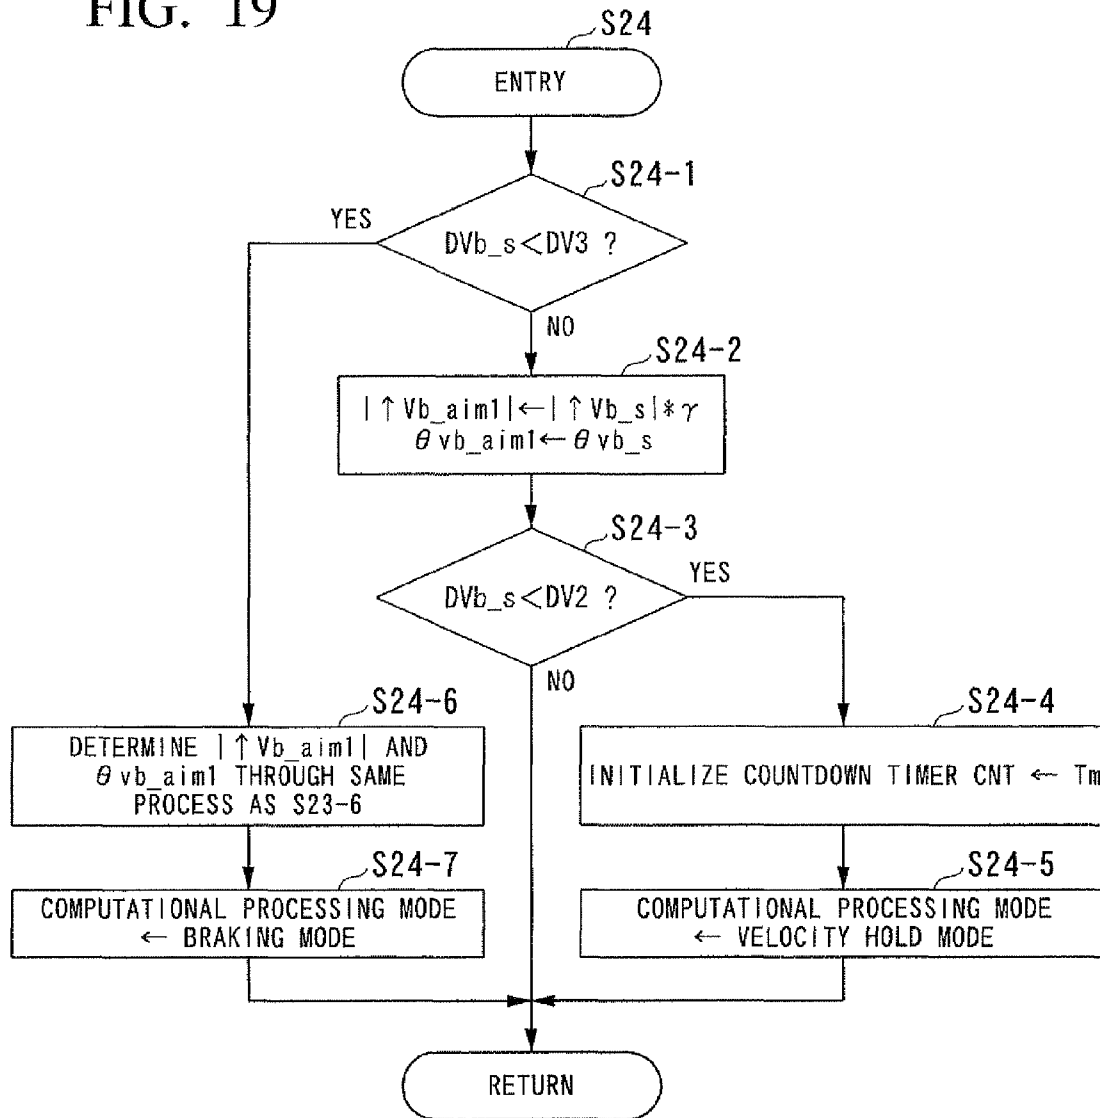 FIG. 19
S24
ENTRY
S24-1
YES
DVb_s<DV3 ?
NO
S24-2
|↑Vb_aim1|←|↑Vb_s|*γ
θvb_aim1←θvb_s
S24-3
YES
DVb_s<DV2 ?
NO
S24-6
DETERMINE |↑Vb_aim1| AND
θvb_aim1 THROUGH SAME
PROCESS AS S23-6
S24-4
INITIALIZE COUNTDOWN TIMER CNT ← Tm
S24-7
COMPUTATIONAL PROCESSING MODE
← BRAKING MODE
S24-5
COMPUTATIONAL PROCESSING MODE
← VELOCITY HOLD MODE
RETURN